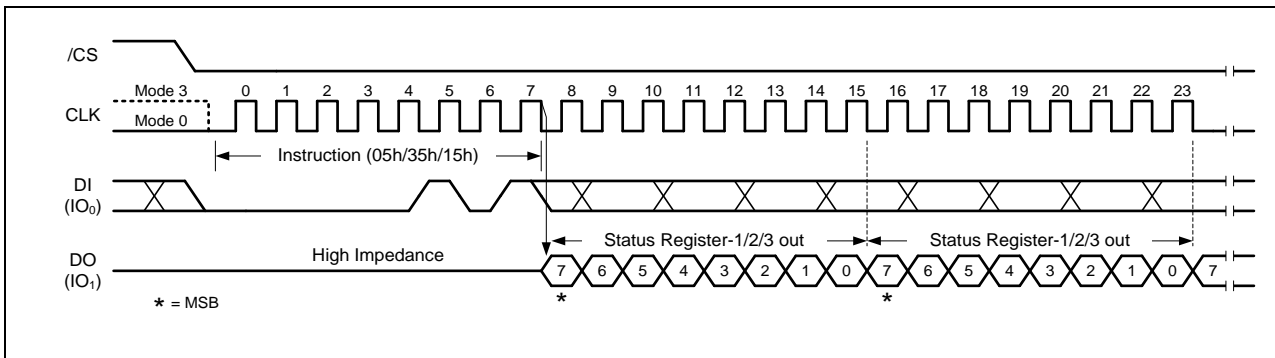 /CS
Mode 3 0 1 2 3 4 5 6 7 8 9 10 11 12 13 14 15 16 17 18 19 20 21 22 23
CLK
Mode 0
Instruction (05h/35h/15h)
DI
(IO₀)
Status Register-1/2/3 out Status Register-1/2/3 out
High Impedance
DO
(IO₁)
7 6 5 4 3 2 1 0 7 6 5 4 3 2 1 0 7
* *
* = MSB